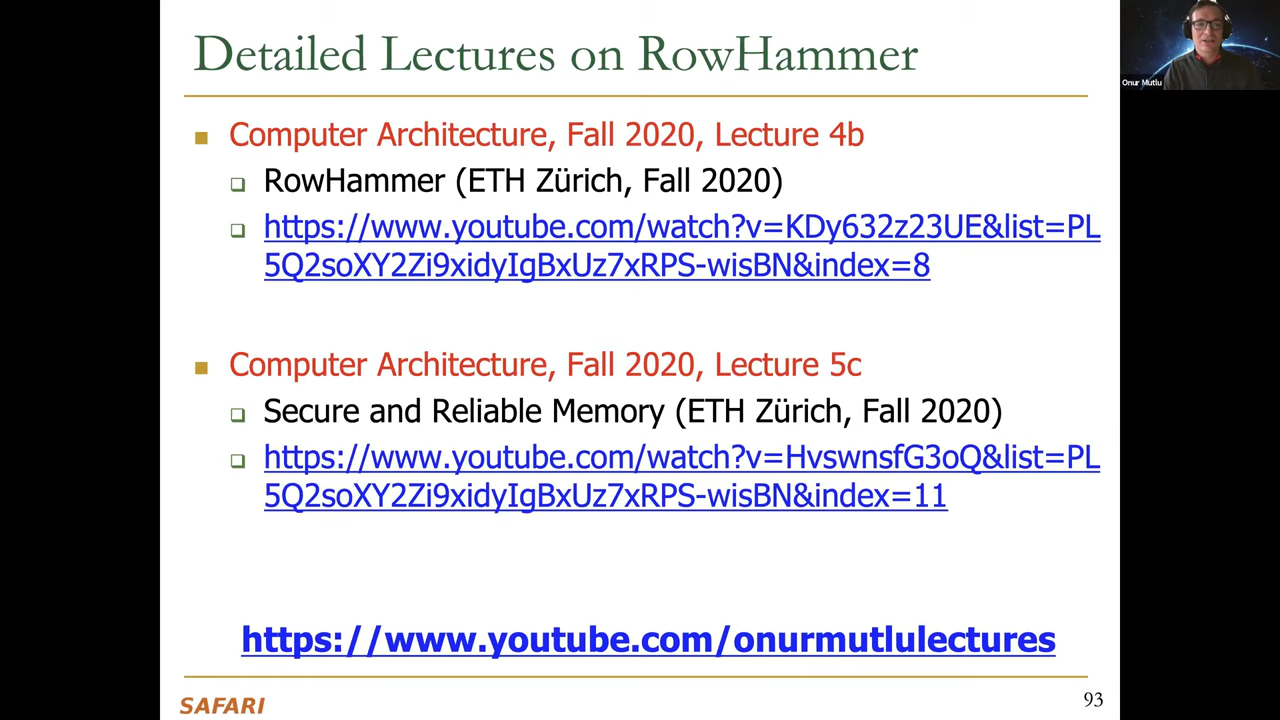 Detailed Lectures on RowHammer
Onur Mutlu
Computer Architecture, Fall 2020, Lecture 4b
RowHammer (ETH Zürich, Fall 2020)
https://www.youtube.com/watch?v=KDy632z23UE&list=PL
5Q2soXY2Zi9xidyIgBxUz7xRPS-wisBN&index=8
Computer Architecture, Fall 2020, Lecture 5c
Secure and Reliable Memory (ETH Zürich, Fall 2020)
https://www.youtube.com/watch?v=HvswnsfG3oQ&list=PL
5Q2soXY2Zi9xidyIgBxUz7xRPS-wisBN&index=11
https://www.youtube.com/onurmutlulectures
SAFARI
93